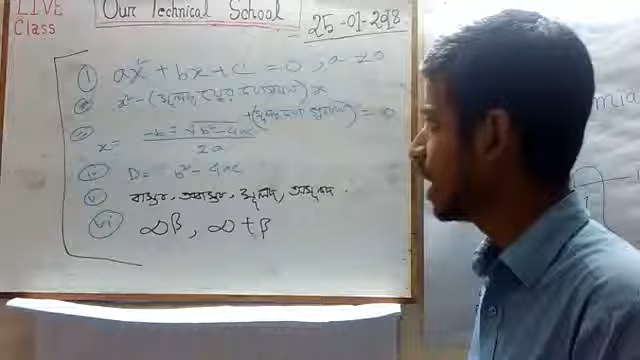 LIVE Our Technical School
Class 25-01-2018
i) ax² + bx + c = 0, a ≠ 0
x² - (মূলদ্বয়ের যোগফল) x
+ (মূলদ্বয়ের গুণফল) = 0
x = -b ± √b² - 4ac / 2a
iv) D = b² - 4ac
v) বাস্তব, অবাস্তব, মূলদ, অমূলদ.
vi) αβ, α + β